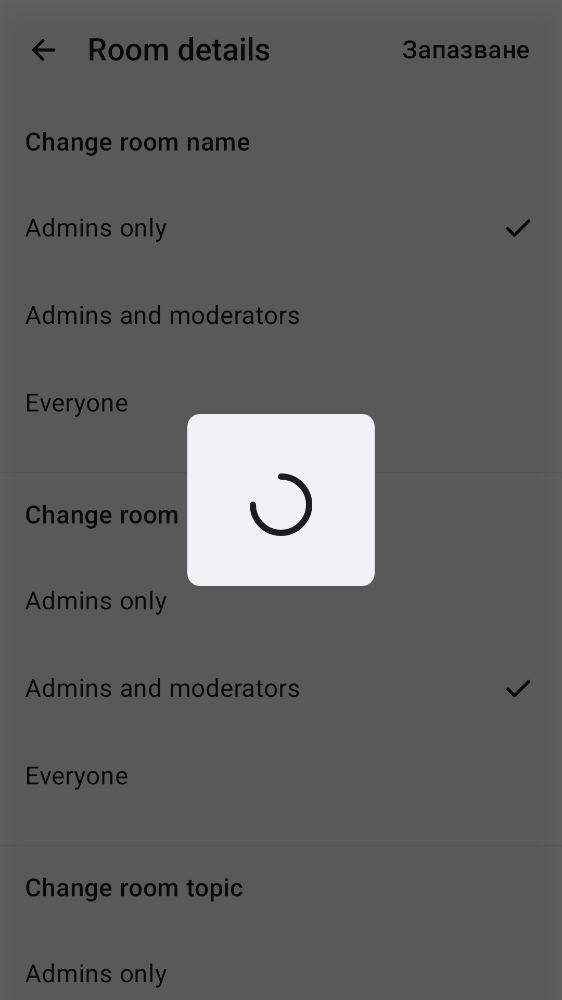 Room details
Запазване
Change room name
Admins only
Admins and moderators
Everyone
Change room
Admins only
Admins and moderators
Everyone
Change room topic
Admins only